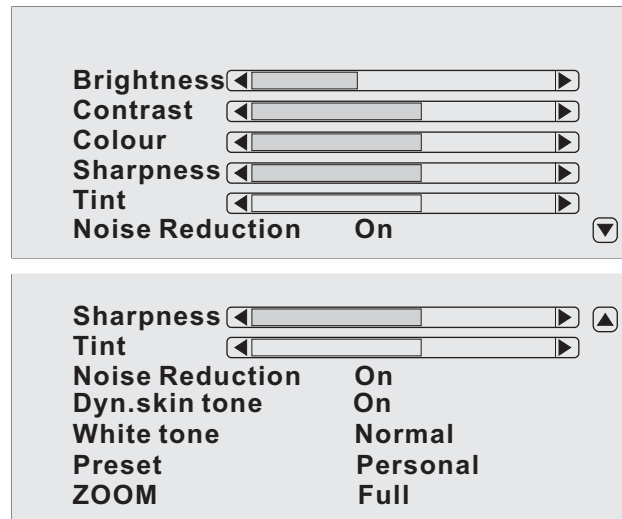 Brightness
Contrast
Colour
Sharpness
Tint
Noise Reduction On
Sharpness
Tint
Noise Reduction On
Dyn.skin tone On
White tone Normal
Preset Personal
ZOOM Full